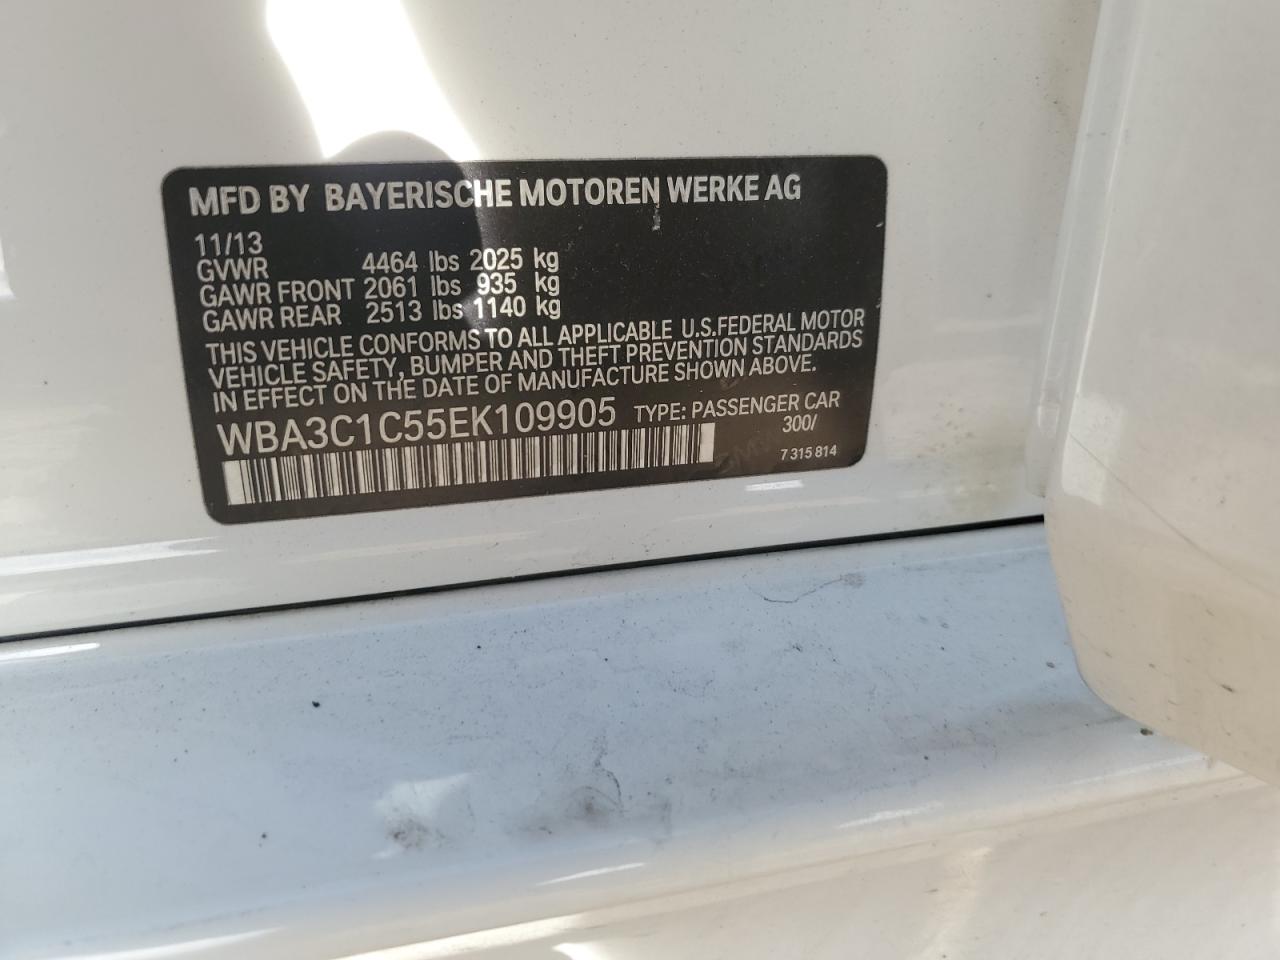 MFD BY BAYERISCHE MOTOREN WERKE AG
11/13
GVWR 4464 lbs 2025 kg
GAWR FRONT 2061 lbs 935 kg
GAWR REAR 2513 lbs 1140 kg
THIS VEHICLE CONFORMS TO ALL APPLICABLE U.S.FEDERAL MOTOR
VEHICLE SAFETY, BUMPER AND THEFT PREVENTION STANDARDS
IN EFFECT ON THE DATE OF MANUFACTURE SHOWN ABOVE.
WBA3C1C55EK109905 TYPE: PASSENGER CAR
300/
7 315 814